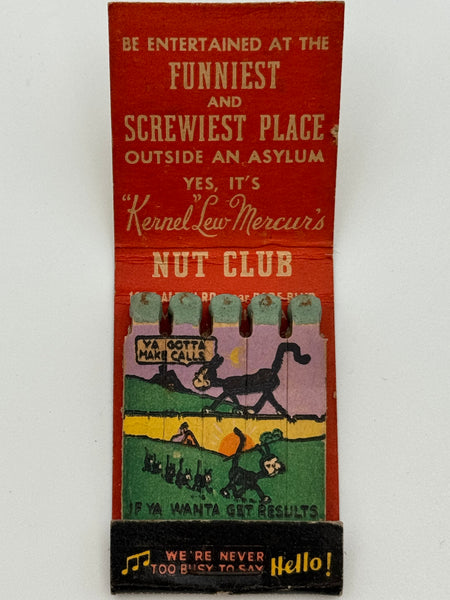 BE ENTERTAINED AT THE
FUNNIEST
AND
SCREWIEST PLACE
OUTSIDE AN ASYLUM
YES, IT'S
"Kernel" Lew Mercur's
NUT CLUB
YA GOTTA
MAKE CALLS
IF YA WANTA GET RESULTS
WE'RE NEVER
TOO BUSY TO SAY
Hello!